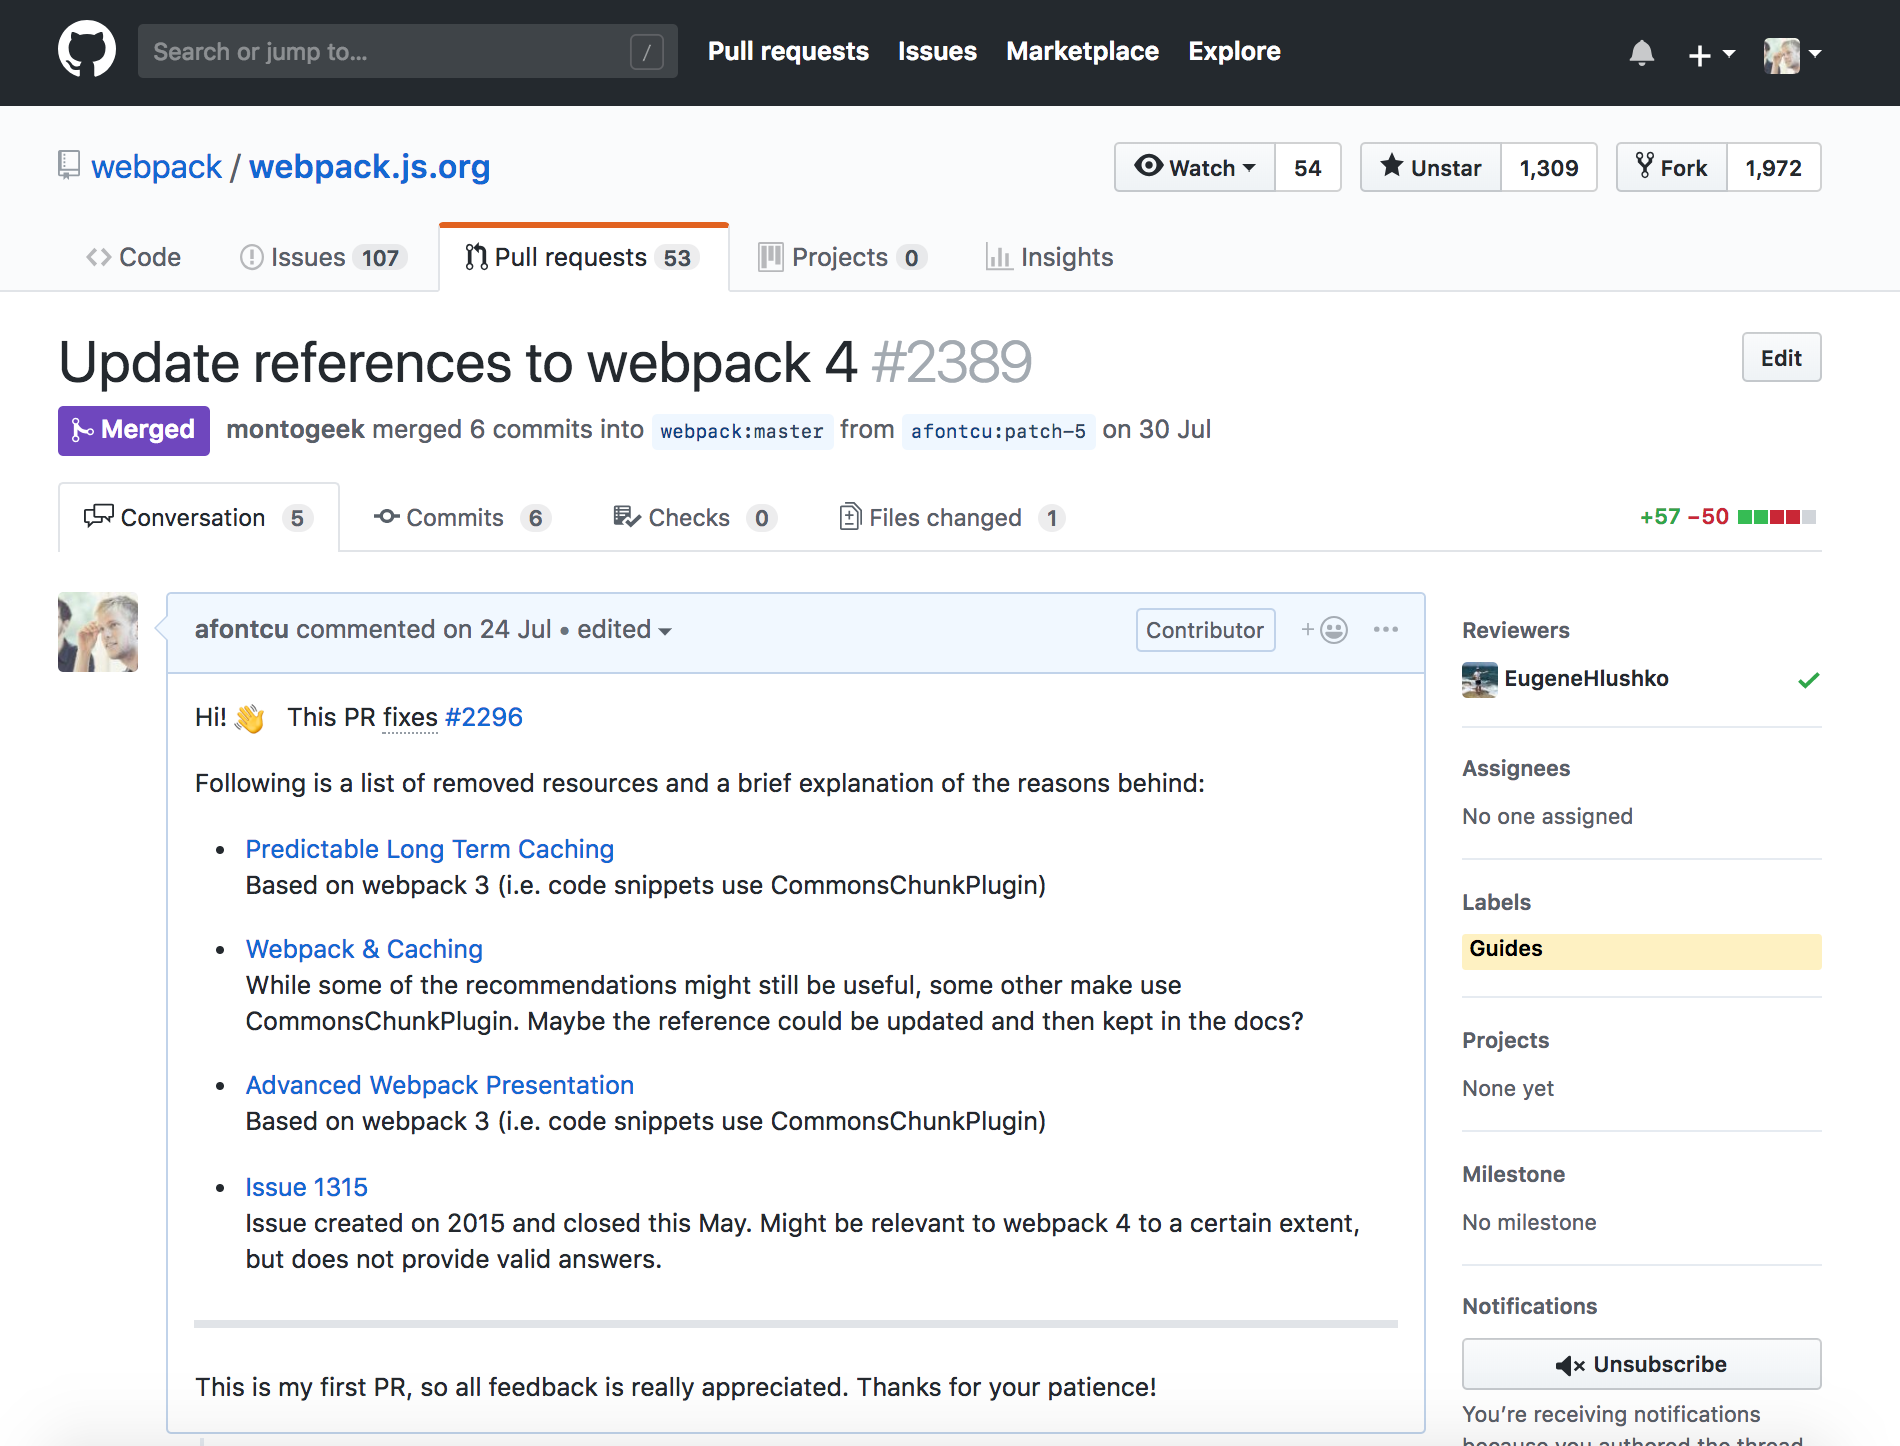 Search or jump to... /
Pull requests Issues Marketplace Explore
webpack / webpack.js.org
Watch 54 Unstar 1,309 Fork 1,972
Code Issues 107 Pull requests 53 Projects 0 Insights
Update references to webpack 4 #2389
Edit
Merged montogeek merged 6 commits into webpack:master from afontcu:patch-5 on 30 Jul
Conversation 5 Commits 6 Checks 0 Files changed 1
+57 −50
afontcu commented on 24 Jul • edited
Contributor
Hi! 👋 This PR fixes #2296
Following is a list of removed resources and a brief explanation of the reasons behind:
• Predictable Long Term Caching
Based on webpack 3 (i.e. code snippets use CommonsChunkPlugin)
• Webpack & Caching
While some of the recommendations might still be useful, some other make use
CommonsChunkPlugin. Maybe the reference could be updated and then kept in the docs?
• Advanced Webpack Presentation
Based on webpack 3 (i.e. code snippets use CommonsChunkPlugin)
• Issue 1315
Issue created on 2015 and closed this May. Might be relevant to webpack 4 to a certain extent,
but does not provide valid answers.
This is my first PR, so all feedback is really appreciated. Thanks for your patience!
Reviewers
EugeneHlushko
Assignees
No one assigned
Labels
Guides
Projects
None yet
Milestone
No milestone
Notifications
Unsubscribe
You're receiving notifications
because you authored the thread